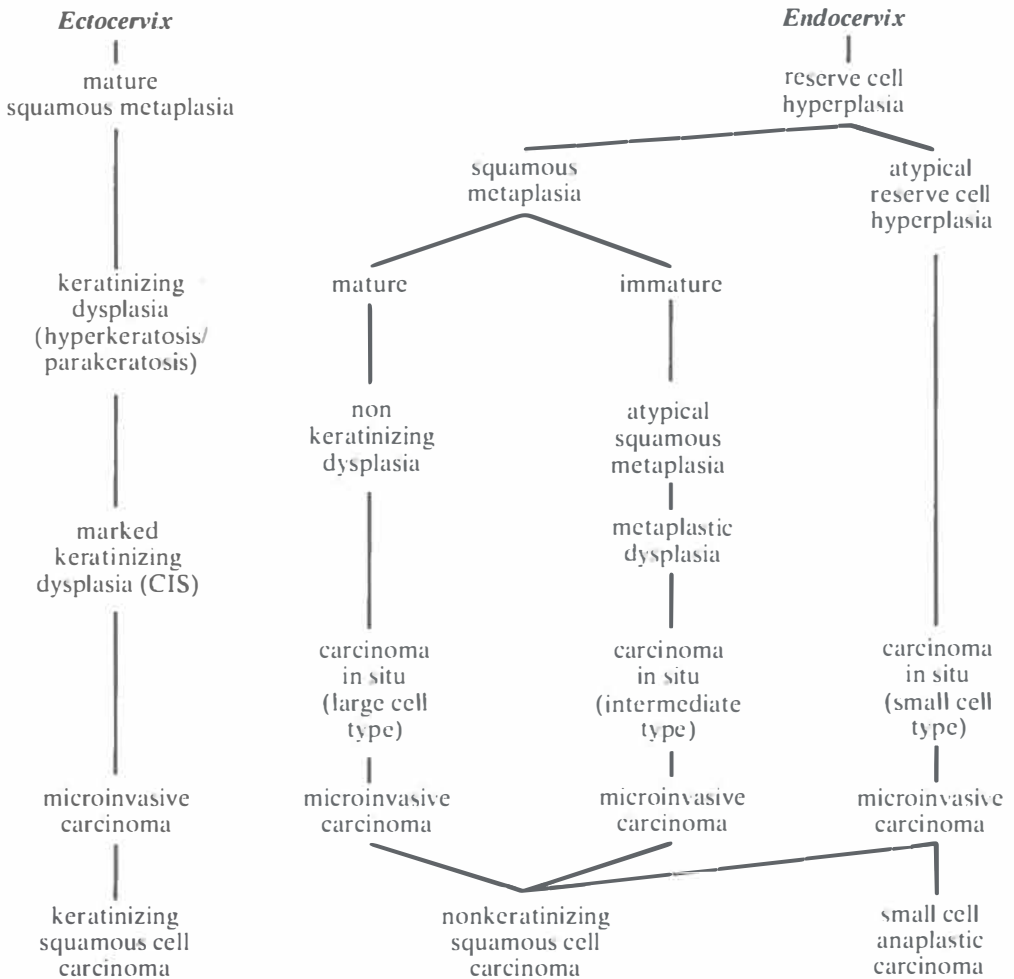 Ectocervix
mature
squamous metaplasia
keratinizing
dysplasia
(hyperkeratosis/
parakeratosis)
marked
keratinizing
dysplasia (CIS)
microinvasive
carcinoma
keratinizing
squamous cell
carcinoma
Endocervix
reserve cell
hyperplasia
squamous
metaplasia
atypical
reserve cell
hyperplasia
mature
immature
non
keratinizing
dysplasia
atypical
squamous
metaplasia
metaplastic
dysplasia
carcinoma
in situ
(large cell
type)
carcinoma
in situ
(intermediate
type)
carcinoma
in situ
(small cell
type)
microinvasive
carcinoma
microinvasive
carcinoma
microinvasive
carcinoma
nonkeratinizing
squamous cell
carcinoma
small cell
anaplastic
carcinoma